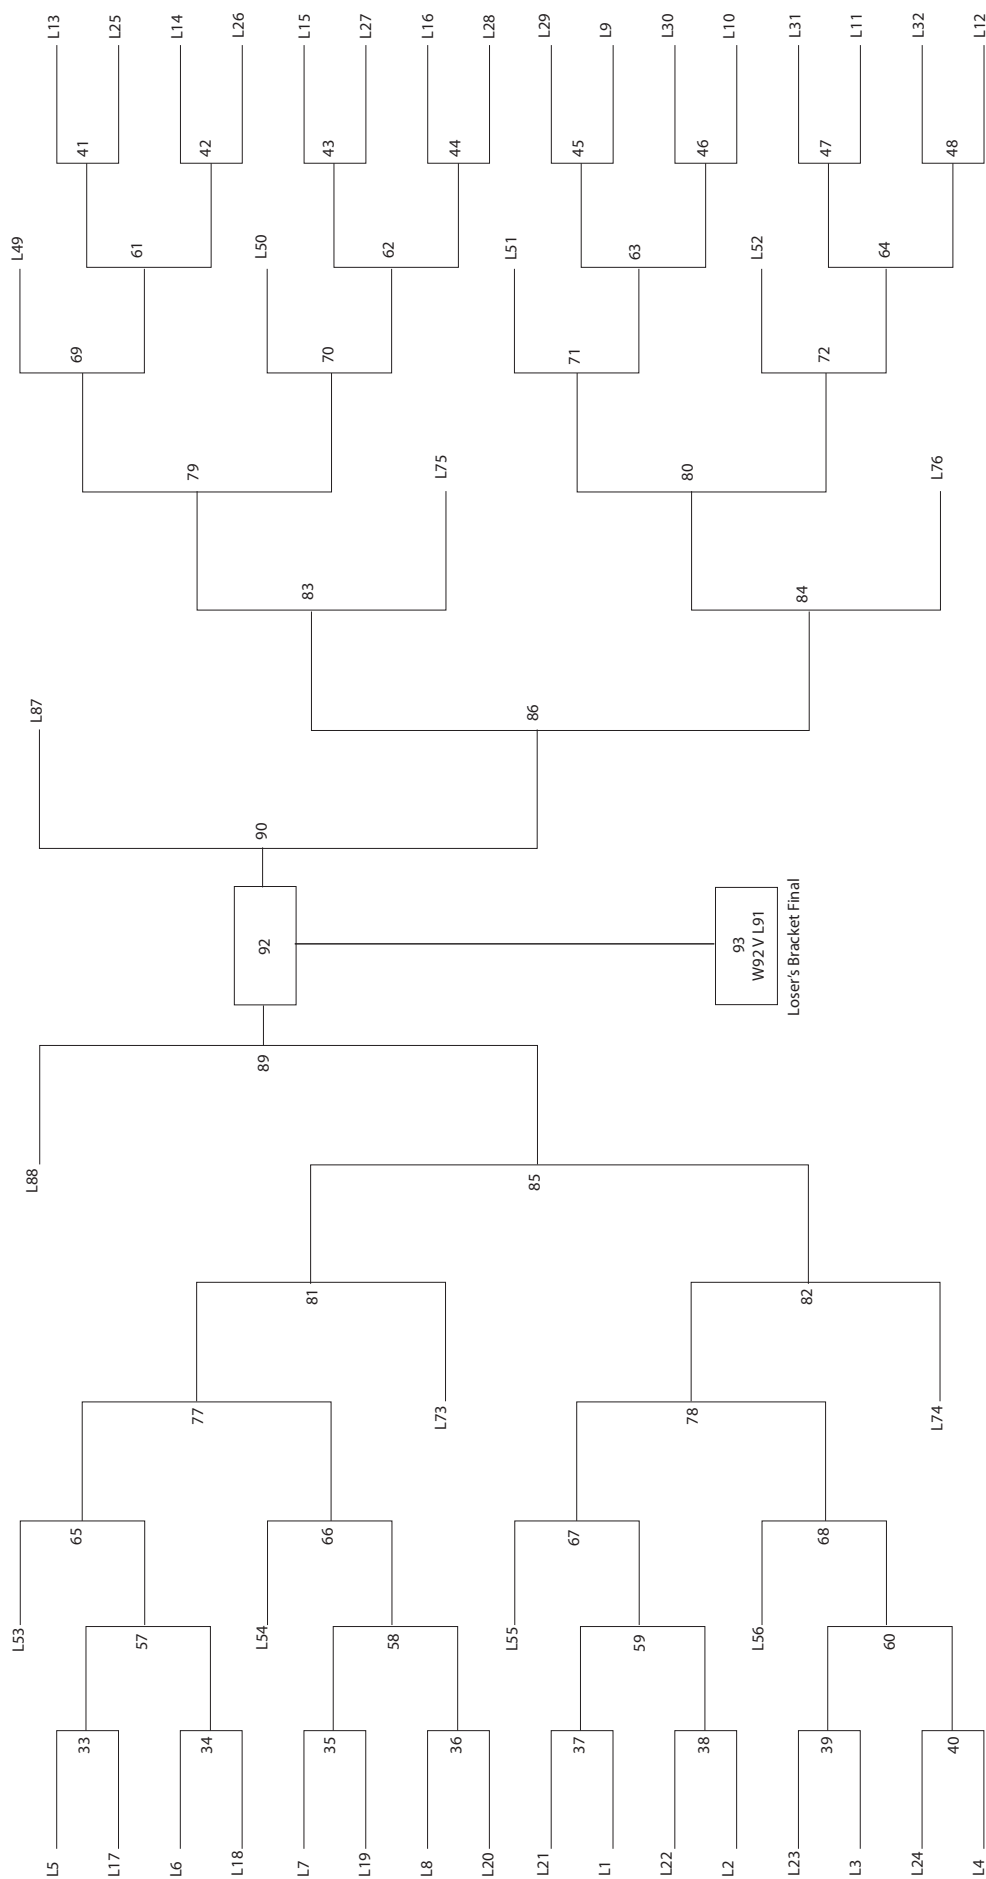 L13
L25
L14
L26
L15
L27
L16
L28
L29
L9
L30
L10
L31
L11
L32
L12
41
42
43
44
45
46
47
48
L49
61
L50
62
L51
63
L52
64
69
70
71
72
79
L75
80
L76
83
84
L87
86
90
92
93
W92 V L91
Loser's Bracket Final
89
L88
85
81
82
77
L73
78
L74
65
66
67
68
L53
57
L54
58
L55
59
L56
60
33
34
35
36
37
38
39
40
L5
L17
L6
L18
L7
L19
L8
L20
L21
L1
L22
L2
L23
L3
L24
L4